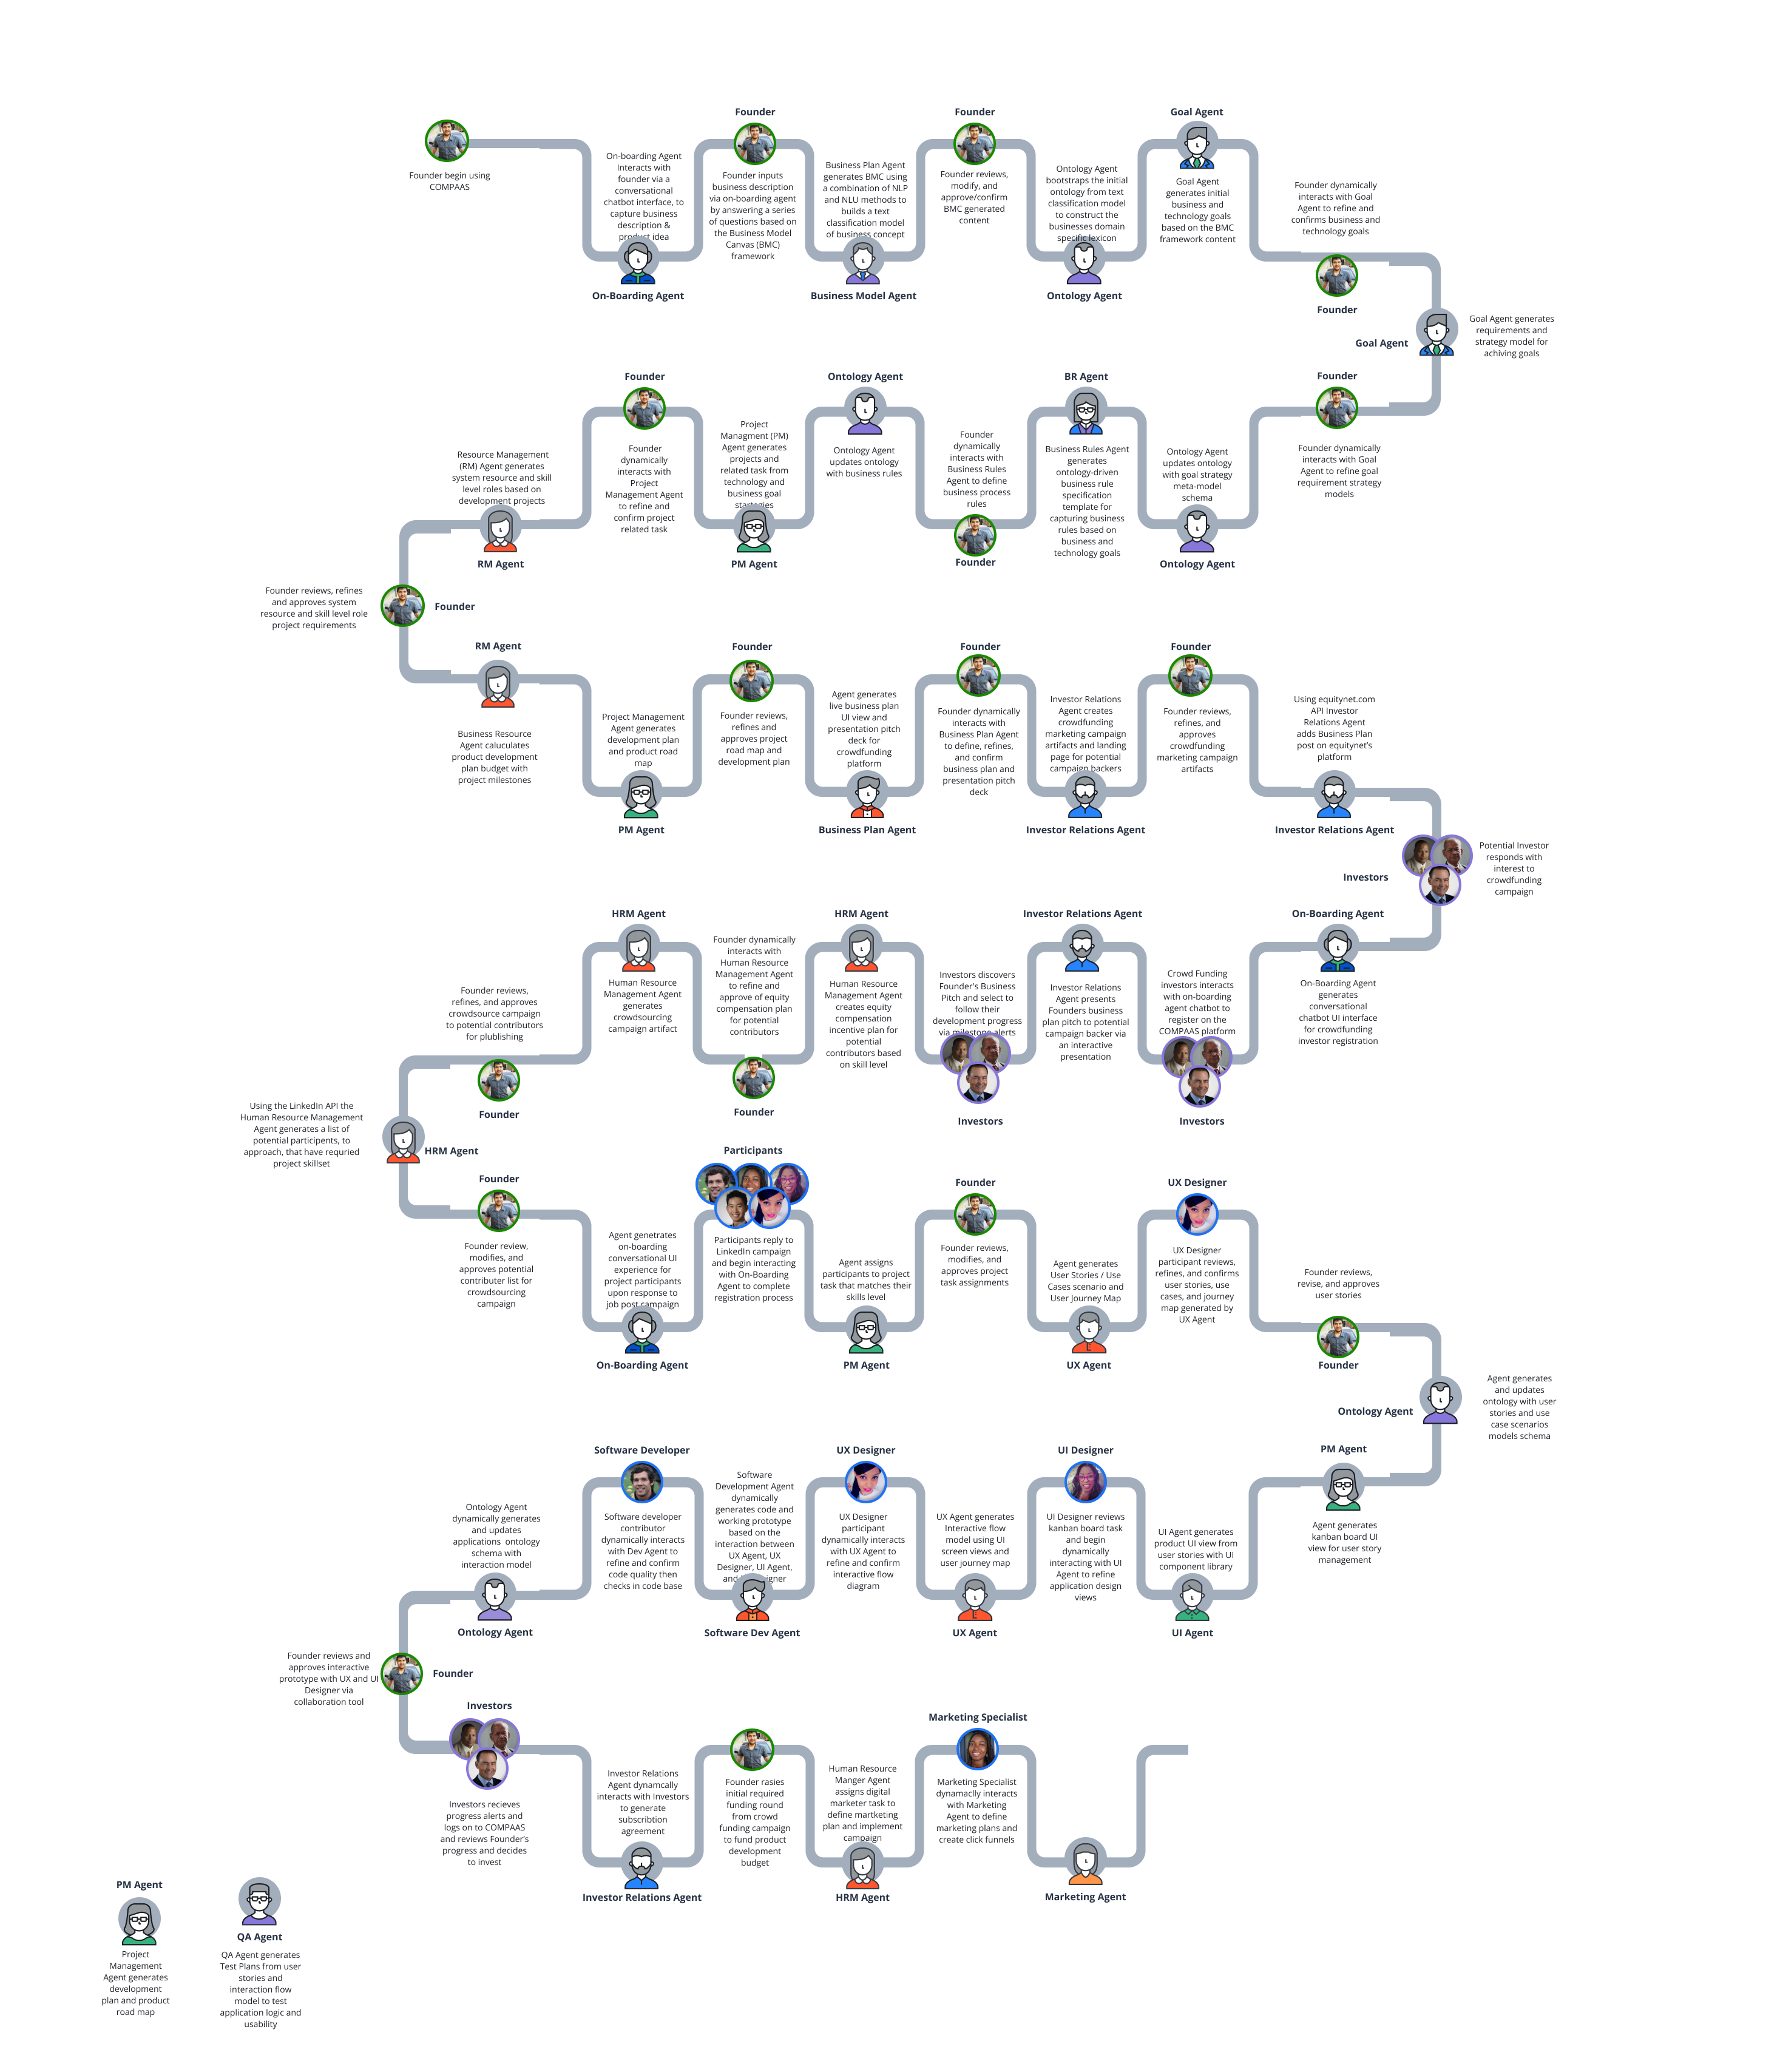 Founder begin using
COMPAAS
On-boarding Agent
Interacts with
founder via a
conversational
chatbot interface, to
capture business
description &
product idea
On-Boarding Agent
Founder
Founder inputs
business description
via on-boarding agent
by answering a series
of questions based on
the Business Model
Canvas (BMC)
framework
Business Plan Agent
generates BMC using
a combination of NLP
and NLU methods to
builds a text
classification model
of business concept
Business Model Agent
Founder
Founder reviews,
modify, and
approve/confirm
BMC generated
content
Ontology Agent
bootstraps the initial
ontology from text
classification model
to construct the
businesses domain
specific lexicon
Ontology Agent
Goal Agent
Goal Agent
generates initial
business and
technology goals
based on the BMC
framework content
Founder dynamically
interacts with Goal
Agent to refine and
confirms business and
technology goals
Founder
Goal Agent
Goal Agent generates
requirements and
strategy model for
achiving goals
Founder
Founder dynamically
interacts with Goal
Agent to refine goal
requirement strategy
models
Ontology Agent
updates ontology
with goal strategy
meta-model
schema
Ontology Agent
BR Agent
Business Rules Agent
generates
ontology-driven
business rule
specification
template for
capturing business
rules based on
business and
technology goals
Founder
dynamically
interacts with
Business Rules
Agent to define
business process
rules
Founder
Ontology Agent
Ontology Agent
updates ontology
with business rules
Project
Managment (PM)
Agent generates
projects and
related task from
technology and
business goal
startegies
PM Agent
Founder
Founder
dynamically
interacts with
Project
Management Agent
to refine and
confirm project
related task
Resource Management
(RM) Agent generates
system resource and skill
level roles based on
development projects
RM Agent
Founder reviews, refines
and approves system
resource and skill level role
project requirements
Founder
RM Agent
Business Resource
Agent caluculates
product development
plan budget with
project milestones
Project Management
Agent generates
development plan
and product road
map
PM Agent
Founder
Founder reviews,
refines and
approves project
road map and
development plan
Agent generates
live business plan
UI view and
presentation pitch
deck for
crowdfunding
platform
Business Plan Agent
Founder
Founder dynamically
interacts with
Business Plan Agent
to define, refines,
and confirm
business plan and
presentation pitch
deck
Investor Relations
Agent creates
crowdfunding
marketing campaign
artifacts and landing
page for potential
campaign backers
Investor Relations Agent
Founder
Founder reviews,
refines, and
approves
crowdfunding
marketing campaign
artifacts
Using equitynet.com
API Investor
Relations Agent
adds Business Plan
post on equitynet's
platform
Investor Relations Agent
Investors
Potential Investor
responds with
interest to
crowdfunding
campaign
On-Boarding Agent
On-Boarding Agent
generates
conversational
chatbot UI interface
for crowdfunding
investor registration
Crowd Funding
investors interacts
with on-boarding
agent chatbot to
register on the
COMPAAS platform
Investors
Investor Relations Agent
Investor Relations
Agent presents
Founders business
plan pitch to potential
campaign backer via
an interactive
presentation
Investors discovers
Founder's Business
Pitch and select to
follow their
development progress
via milestone alerts
Investors
HRM Agent
Human Resource
Management Agent
creates equity
compensation
incentive plan for
potential
contributors based
on skill level
Founder dynamically
interacts with
Human Resource
Management Agent
to refine and
approve of equity
compensation plan
for potential
contributors
Founder
HRM Agent
Human Resource
Management Agent
generates
crowdsourcing
campaign artifact
Founder reviews,
refines, and approves
crowdsource campaign
to potential contributors
for plublishing
Founder
Using the LinkedIn API the
Human Resource Management
Agent generates a list of
potential participents, to
approach, that have requried
project skillset
HRM Agent
Founder
Founder review,
modifies, and
approves potential
contributer list for
crowdsourcing
campaign
Agent genetrates
on-boarding
conversational UI
experience for
project participants
upon response to
job post campaign
On-Boarding Agent
Participants
Participants reply to
LinkedIn campaign
and begin interacting
with On-Boarding
Agent to complete
registration process
Agent assigns
participants to project
task that matches their
skills level
PM Agent
Founder
Founder reviews,
modifies, and
approves project
task assignments
Agent generates
User Stories / Use
Cases scenario and
User Journey Map
UX Agent
UX Designer
UX Designer
participant reviews,
refines, and confirms
user stories, use
cases, and journey
map generated by
UX Agent
Founder reviews,
revise, and approves
user stories
Founder
Ontology Agent
Agent generates
and updates
ontology with user
stories and use
case scenarios
models schema
PM Agent
Agent generates
kanban board UI
view for user story
management
UI Agent generates
product UI view from
user stories with UI
component library
UI Agent
UI Designer
UI Designer reviews
kanban board task
and begin
dynamically
interacting with UI
Agent to refine
application design
views
UX Agent generates
Interactive flow
model using UI
screen views and
user journey map
UX Agent
UX Designer
UX Designer
participant
dynamically interacts
with UX Agent to
refine and confirm
interactive flow
diagram
Software
Development Agent
dynamically
generates code and
working prototype
based on the
interaction between
UX Agent, UX
Designer, UI Agent,
and
Software Dev Agent
Software Developer
Software developer
contributor
dynamically interacts
with Dev Agent to
refine and confirm
code quality then
checks in code base
Ontology Agent
dynamically generates
and updates
applications ontology
schema with
interaction model
Ontology Agent
Founder reviews and
approves interactive
prototype with UX and UI
Designer via
collaboration tool
Founder
Investors
Investors recieves
progress alerts and
logs on to COMPAAS
and reviews Founder's
progress and decides
to invest
Investor Relations
Agent dynamcally
interacts with Investors
to generate
subscribtion
agreement
Investor Relations Agent
Founder rasies
initial required
funding round
from crowd
funding campaign
to fund product
development
budget
Human Resource
Manger Agent
assigns digital
marketer task to
define martketing
plan and implement
campaign
HRM Agent
Marketing Specialist
Marketing Specialist
dynamaclly interacts
with Marketing
Agent to define
marketing plans and
create click funnels
Marketing Agent
PM Agent
Project
Management
Agent generates
development
plan and product
road map
QA Agent
QA Agent generates
Test Plans from user
stories and
interaction flow
model to test
application logic and
usability